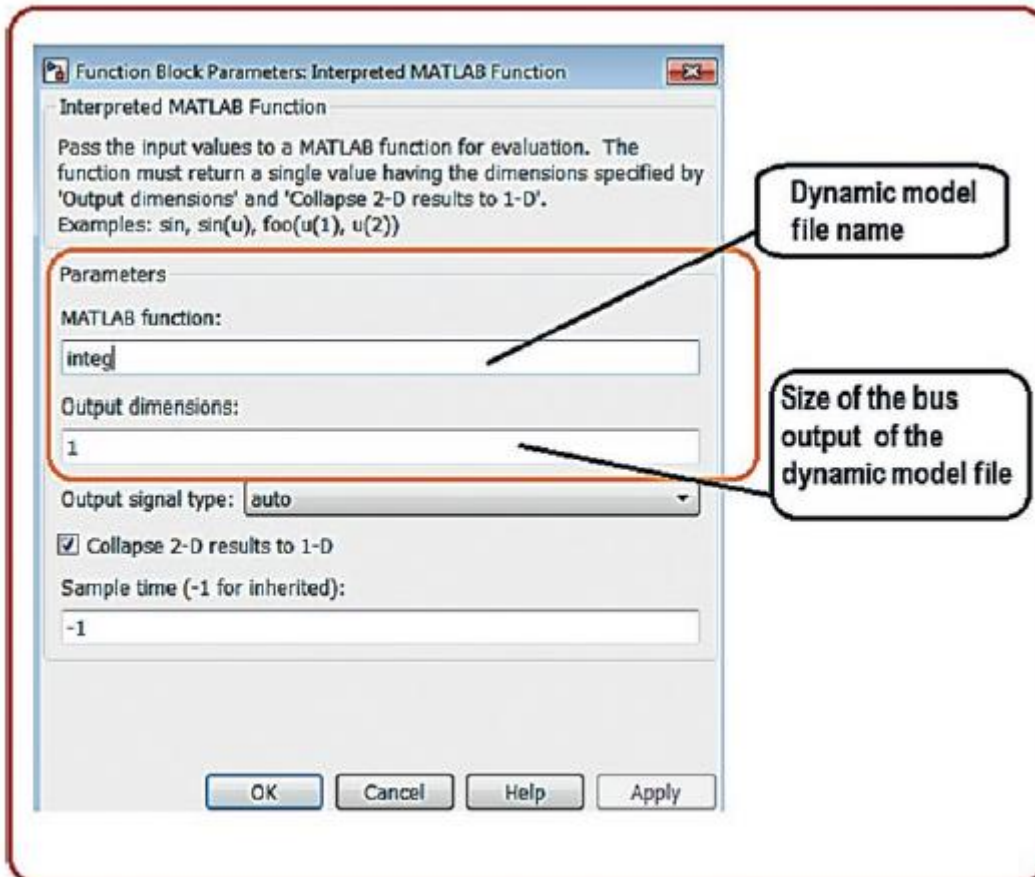 Function Block Parameters: Interpreted MATLAB Function
Interpreted MATLAB Function
Pass the input values to a MATLAB function for evaluation. The
function must return a single value having the dimensions specified by
'Output dimensions' and 'Collapse 2-D results to 1-D'.
Examples: sin, sin(u), foo(u(1), u(2))
Parameters
MATLAB function:
integ
Output dimensions:
1
Output signal type: auto
Collapse 2-D results to 1-D
Sample time (-1 for inherited):
-1
OK Cancel Help Apply
Dynamic model
file name
Size of the bus
output of the
dynamic model file